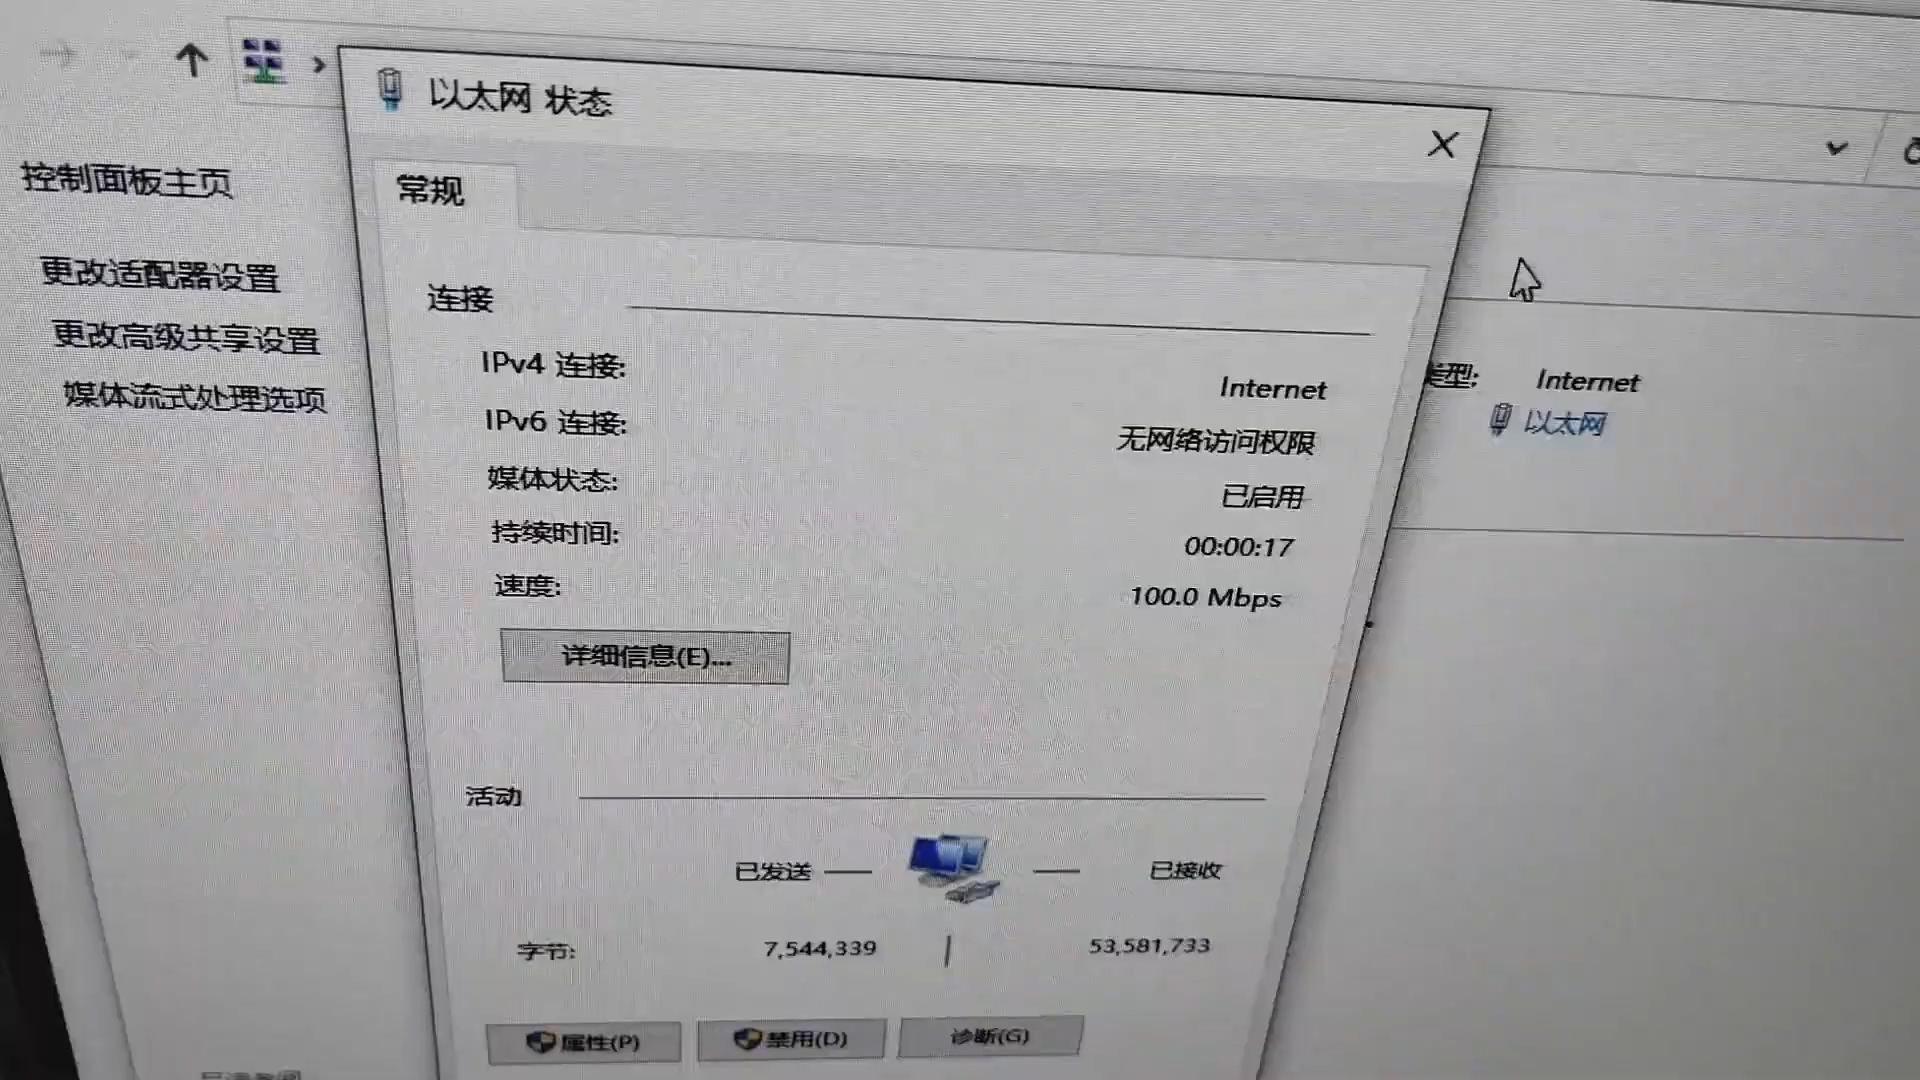 以太网 状态
控制面板主页
常规
更改适配器设置
更改高级共享设置
媒体流式处理选项
连接
IPv4 连接: Internet
IPv6 连接: 无网络访问权限
媒体状态: 已启用
持续时间: 00:00:17
速度: 100.0 Mbps
详细信息(E)...
类型: Internet
以太网
活动
已发送 已接收
字节: 7,544,339 53,581,733
属性(P) 禁用(D) 诊断(G)